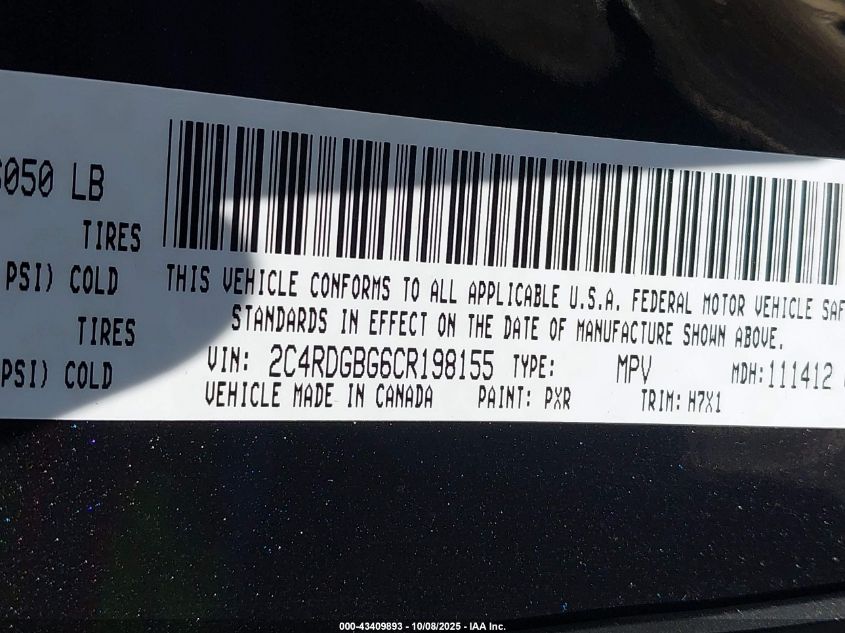 6050 LB
TIRES
PSI) COLD
TIRES
PSI) COLD
THIS VEHICLE CONFORMS TO ALL APPLICABLE U.S.A. FEDERAL MOTOR VEHICLE SAF
STANDARDS IN EFFECT ON THE DATE OF MANUFACTURE SHOWN ABOVE.
VIN: 2C4RDGBG6CR198155 TYPE: MPV MDH:111412
VEHICLE MADE IN CANADA PAINT: PXR TRIM: H7X1
000-43409893 - 10/08/2025 - IAA Inc.